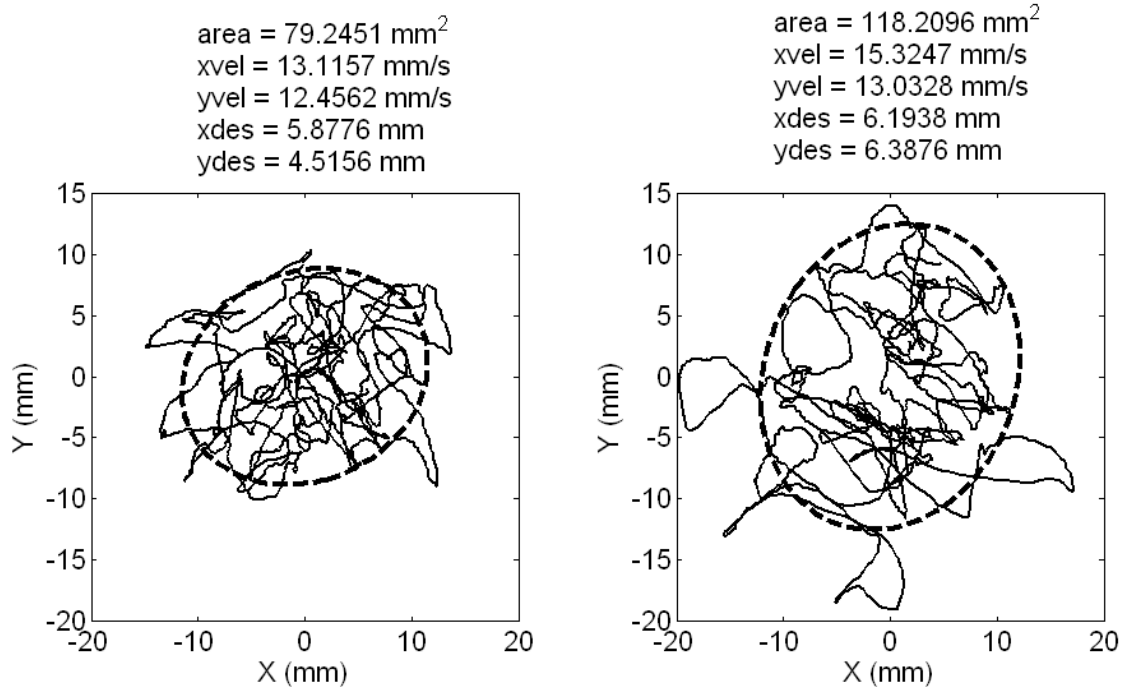 area = 79.2451 mm²
xvel = 13.1157 mm/s
yvel = 12.4562 mm/s
xdes = 5.8776 mm
ydes = 4.5156 mm
15
10
5
0
-5
-10
-15
-20
Y (mm)
-20 -10 0 10 20
X (mm)
area = 118.2096 mm²
xvel = 15.3247 mm/s
yvel = 13.0328 mm/s
xdes = 6.1938 mm
ydes = 6.3876 mm
15
10
5
0
-5
-10
-15
-20
Y (mm)
-20 -10 0 10 20
X (mm)